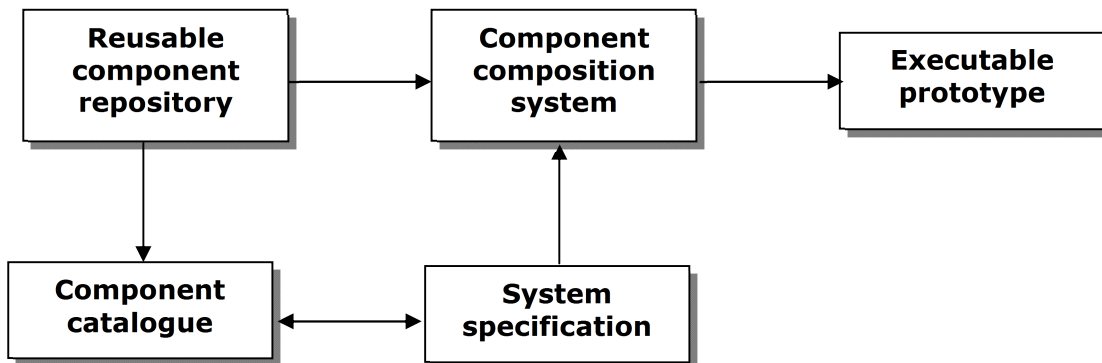 Reusable
component
repository
Component
composition
system
Executable
prototype
Component
catalogue
System
specification